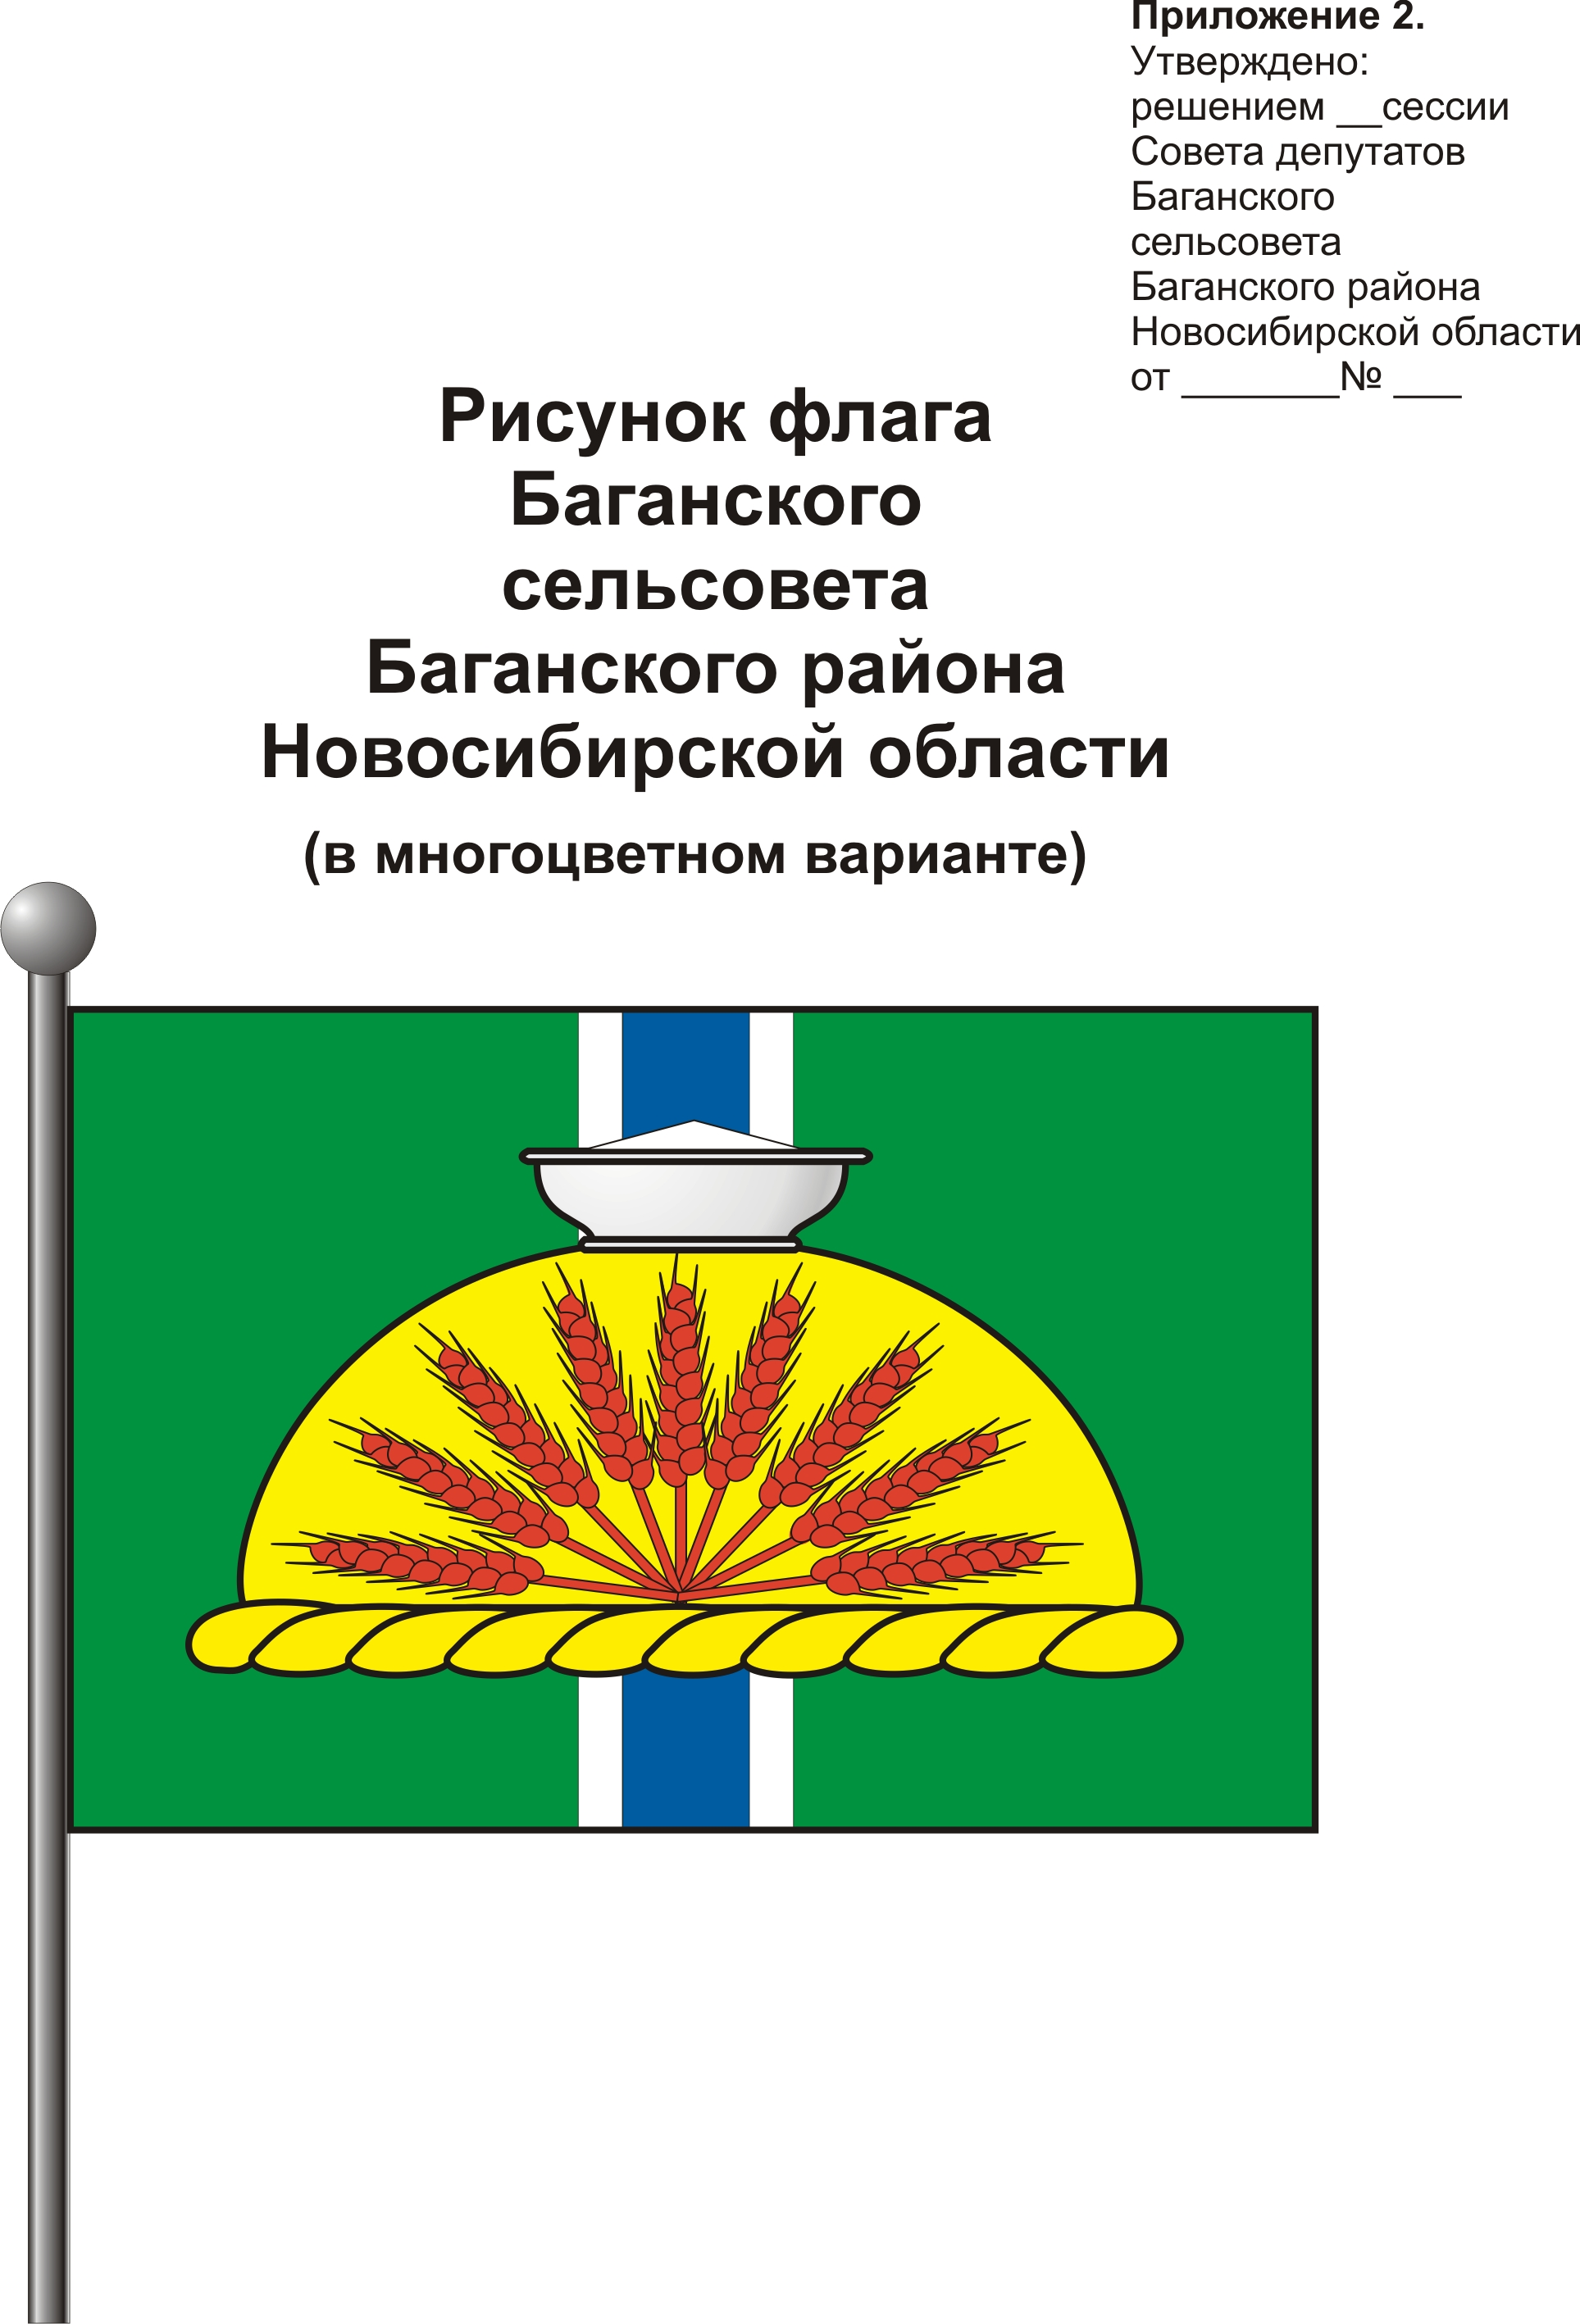 Приложение 2.
Утверждено:
решением __сессии
Совета депутатов
Баганского
сельсовета
Баганского района
Новосибирской области
от _______№ ___
Рисунок флага
Баганского
сельсовета
Баганского района
Новосибирской области
(в многоцветном варианте)